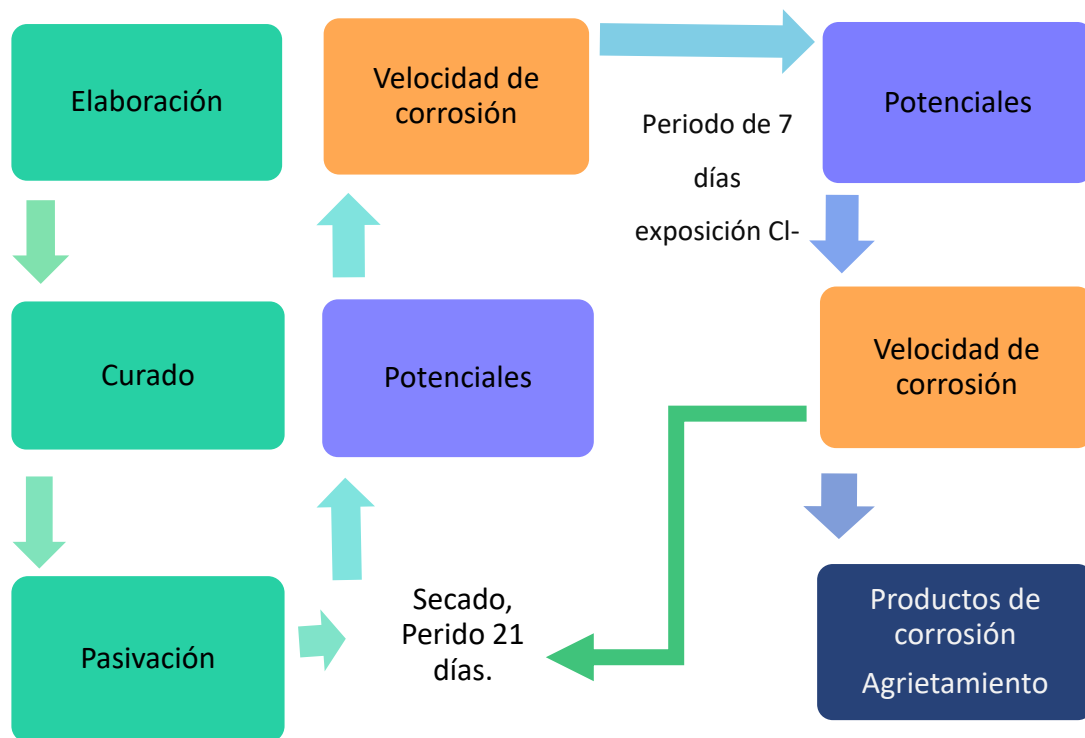 Elaboración
Curado
Pasivación
Secado,
Perido 21
días.
Potenciales
Velocidad de
corrosión
Periodo de 7
días
exposición Cl-
Potenciales
Velocidad de
corrosión
Productos de
corrosión
Agrietamiento